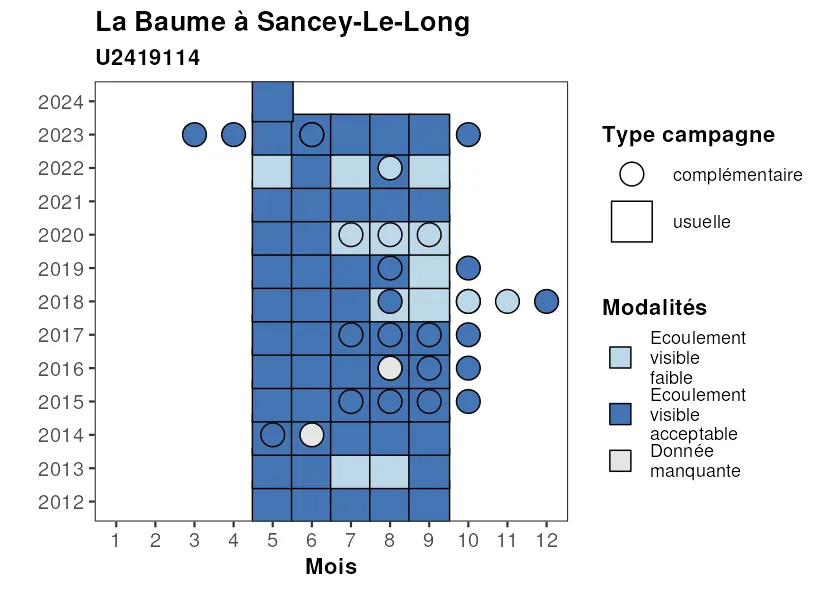 La Baume à Sancey-Le-Long
U2419114
2024
2023
2022
2021
2020
2019
2018
2017
2016
2015
2014
2013
2012
1 2 3 4 5 6 7 8 9 10 11 12
Mois
Type campagne
complémentaire
usuelle
Modalités
Ecoulement
visible
faible
Ecoulement
visible
acceptable
Donnée
manquante